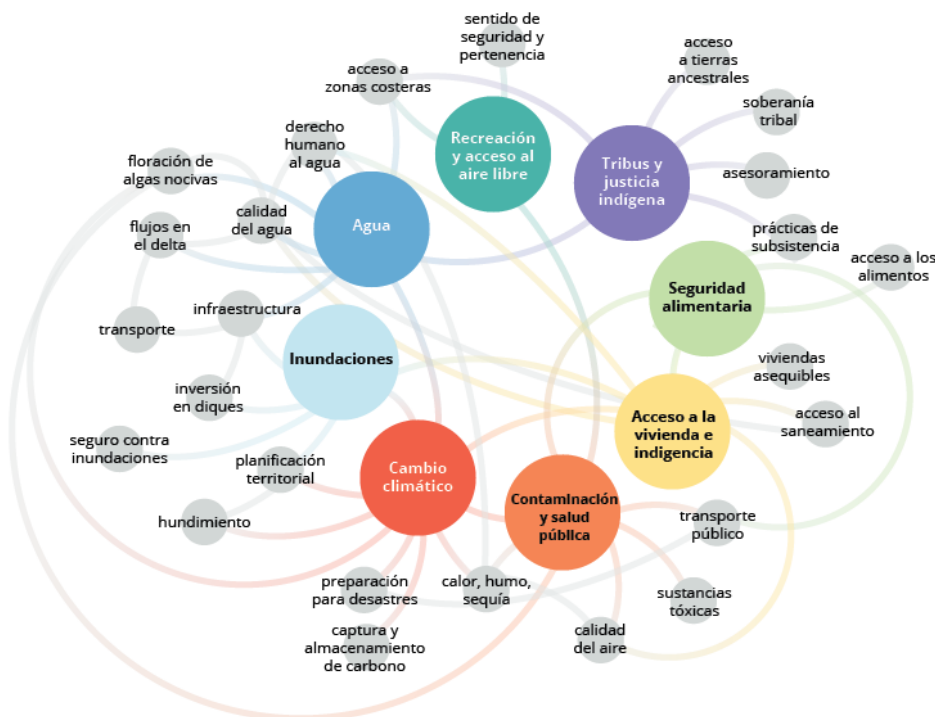 sentido de
seguridad y
pertenencia
acceso a
zonas costeras
acceso
a tierras
ancestrales
soberanía
tribal
derecho
humano
al agua
Recreación
y acceso al
aire libre
Tribus y
justicia
indígena
asesoramiento
floración de
algas nocivas
calidad
del agua
Agua
flujos en
el delta
prácticas de
subsistencia
acceso a los
alimentos
Seguridad
alimentaria
infraestructura
transporte
Inundaciones
viviendas
asequibles
inversión
en diques
Acceso a la
vivienda e
indigencia
acceso al
saneamiento
seguro contra
inundaciones
planificación
territorial
Cambio
climático
Contaminación
y salud
pública
hundimiento
transporte
público
preparación
para desastres
calor, humo,
sequía
sustancias
tóxicas
captura y
almacenamiento
de carbono
calidad
del aire